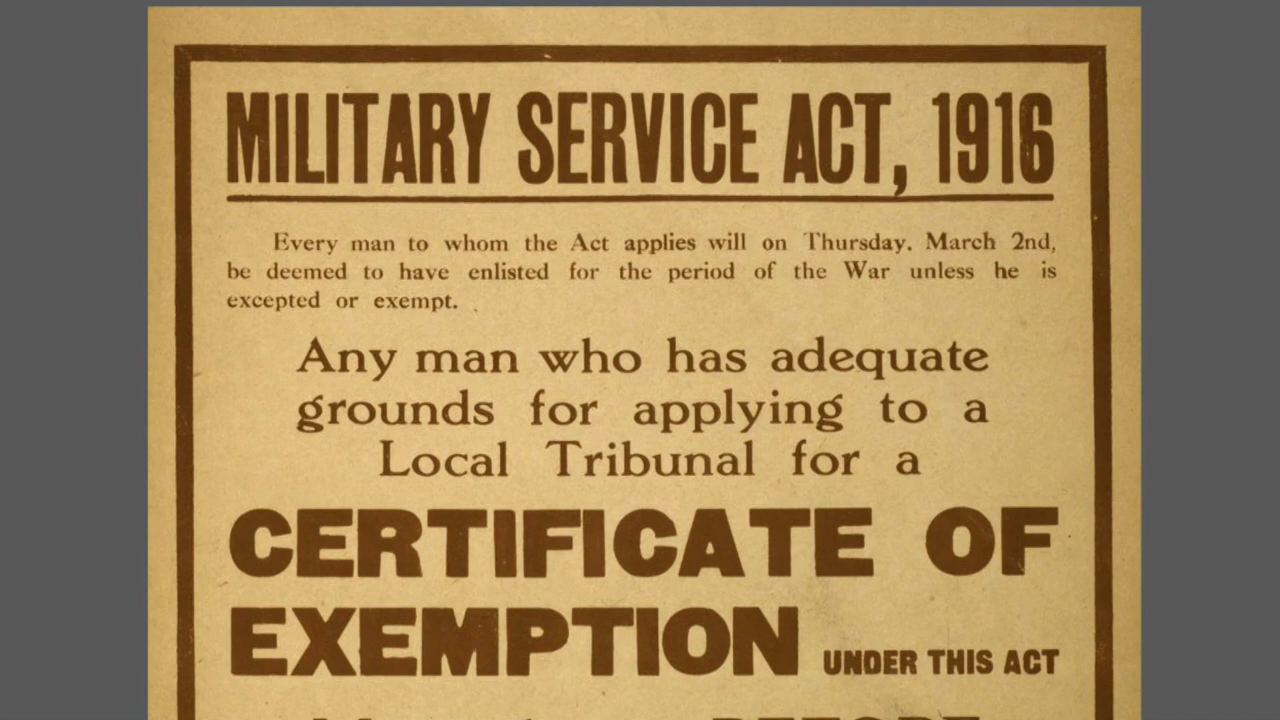 MILITARY SERVICE ACT, 1916
Every man to whom the Act applies will on Thursday, March 2nd,
be deemed to have enlisted for the period of the War unless he is
excepted or exempt.
Any man who has adequate
grounds for applying to a
Local Tribunal for a
CERTIFICATE OF
EXEMPTION UNDER THIS ACT